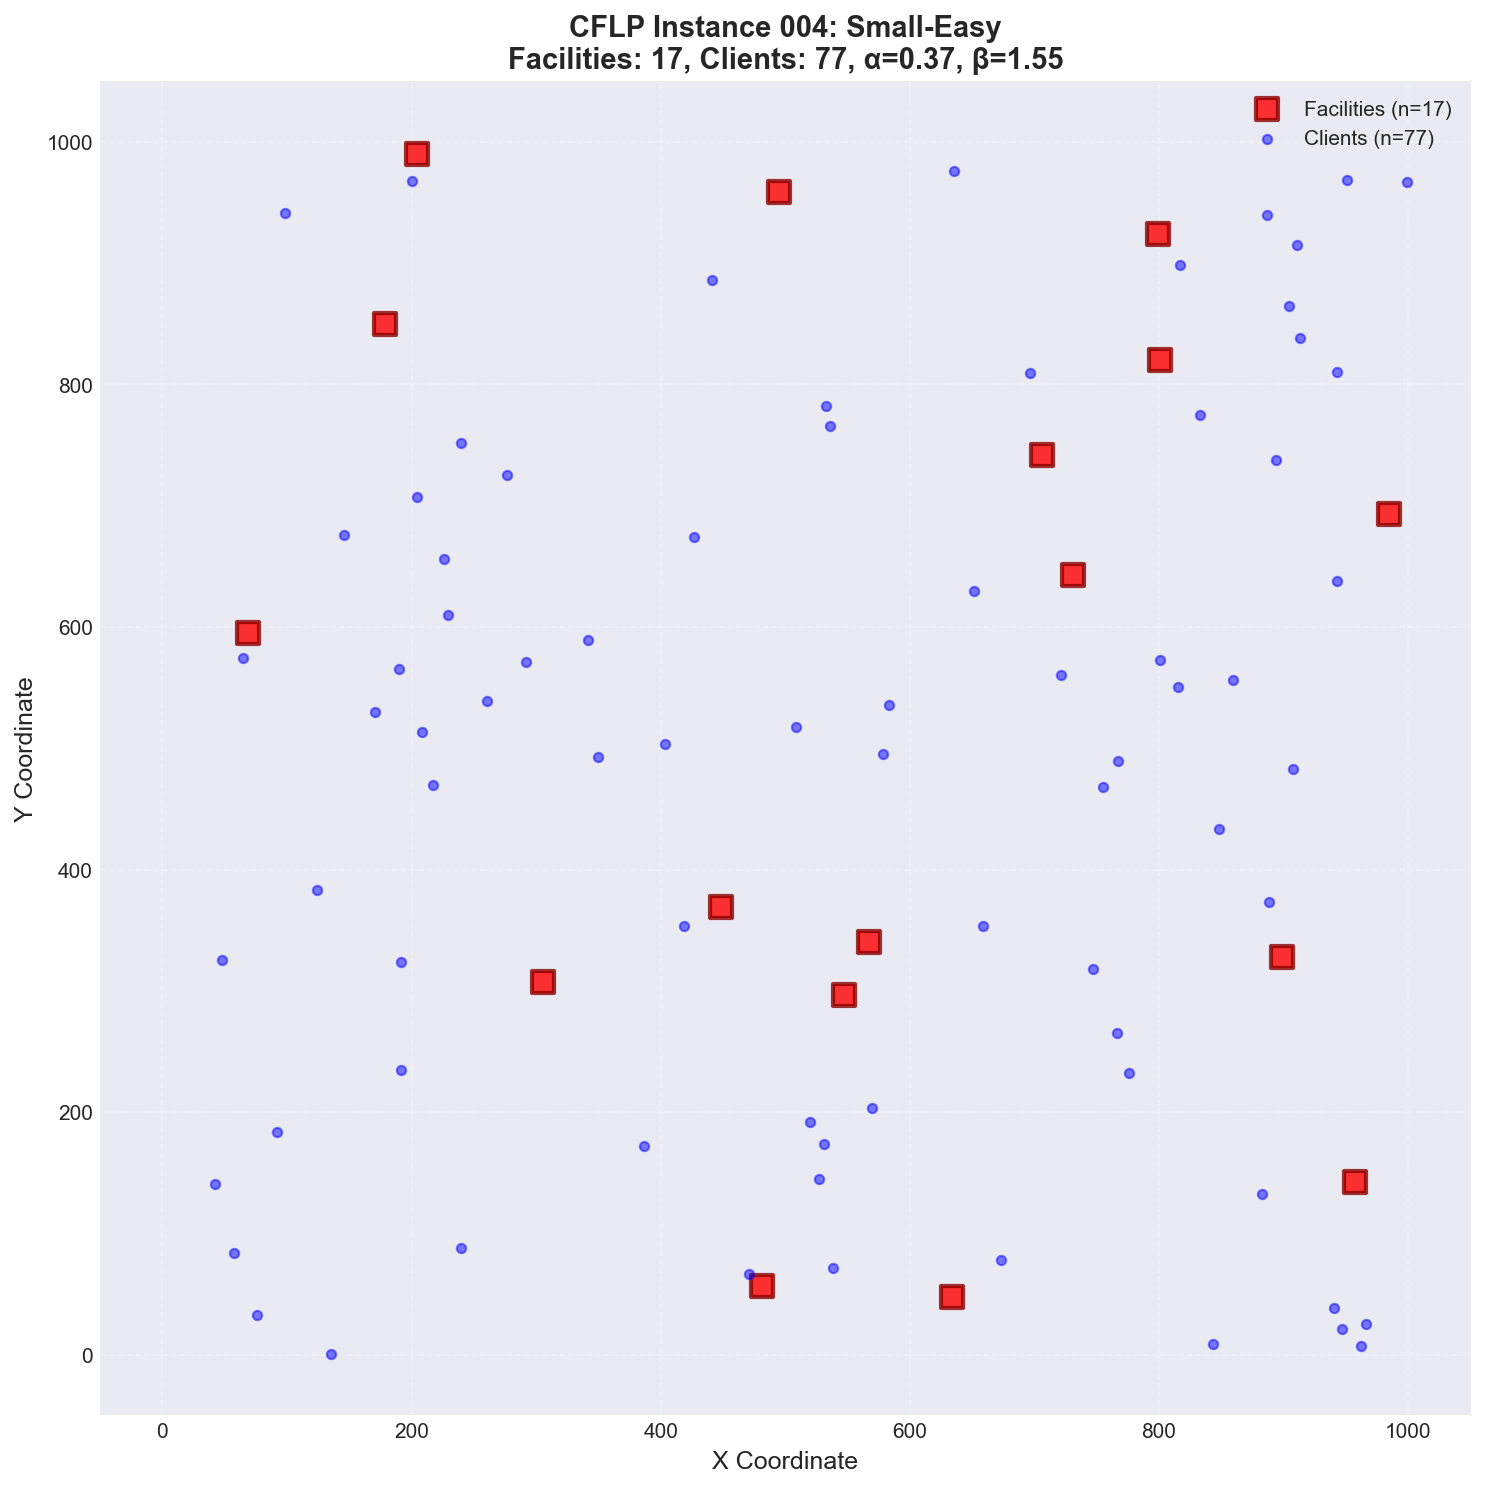 CFLP Instance 004: Small-Easy
Facilities: 17, Clients: 77, α=0.37, β=1.55
Facilities (n=17)
Clients (n=77)
1000
800
600
400
200
0
Y Coordinate
0 200 400 600 800 1000
X Coordinate